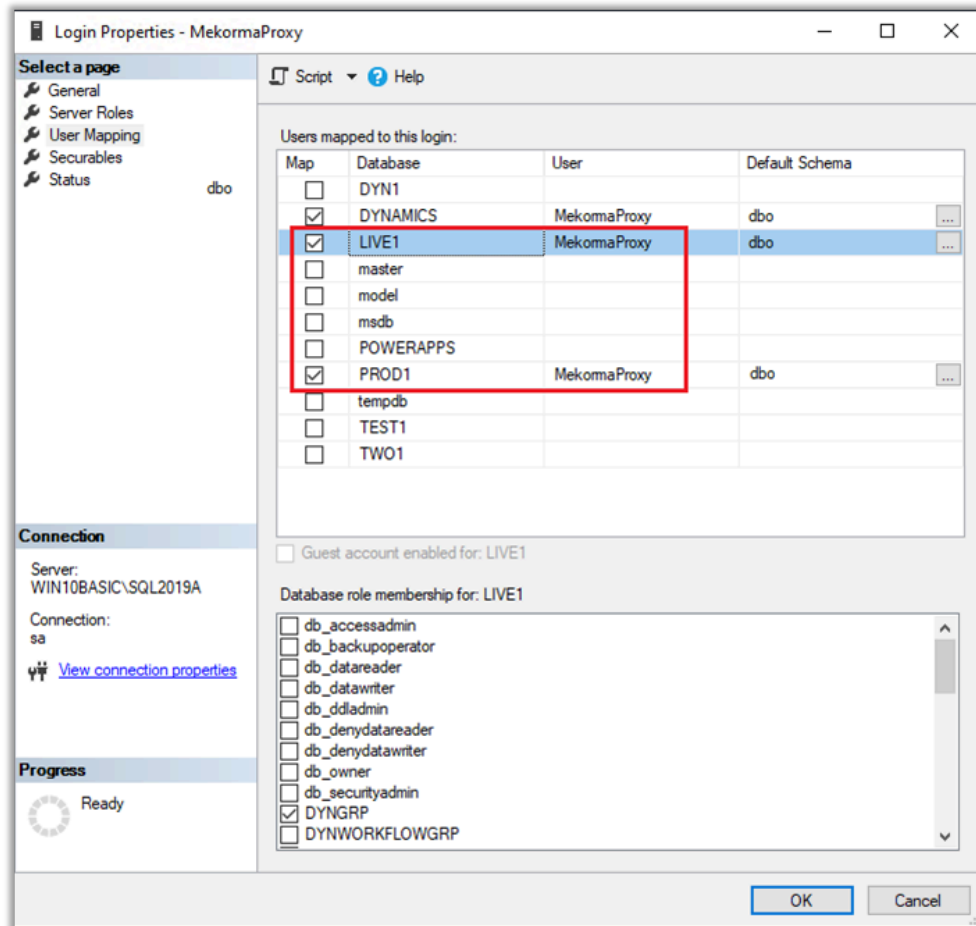 Login Properties - MekormaProxy
Select a page
General
Server Roles
User Mapping
Securables
Status
dbo
Script
Help
Users mapped to this login:
Map Database User Default Schema
DYN1
DYNAMICS MekormaProxy dbo ...
LIVE1 MekormaProxy dbo ...
master
model
msdb
POWERAPPS
PROD1 MekormaProxy dbo ...
tempdb
TEST1
TWO1
Guest account enabled for: LIVE1
Database role membership for: LIVE1
db_accessadmin
db_backupoperator
db_datareader
db_datawriter
db_ddladmin
db_denydatareader
db_denydatawriter
db_owner
db_securityadmin
DYNGRP
DYNWORKFLOWGRP
Connection
Server:
WIN10BASIC\SQL2019A
Connection:
sa
View connection properties
Progress
Ready
OK
Cancel